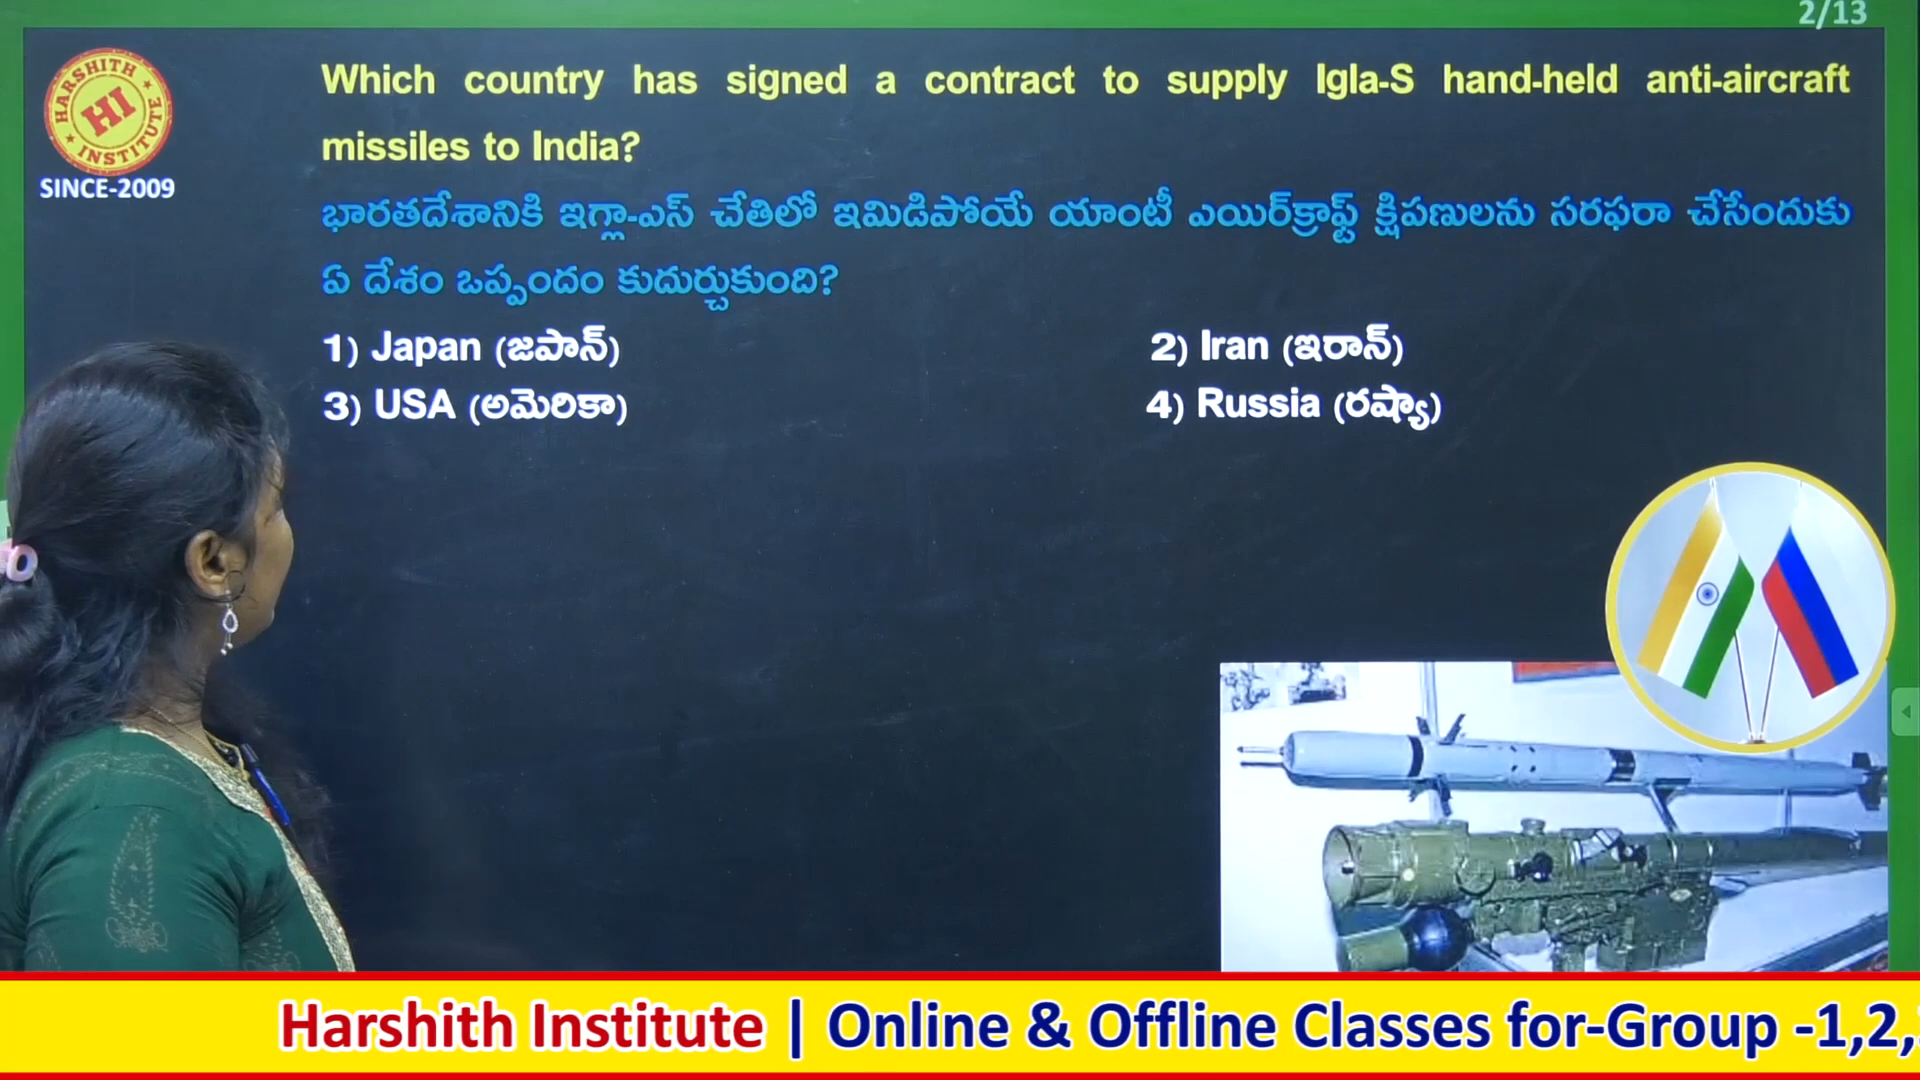 2/13
HARSHITH
HI
INSTITUTE
SINCE-2009
Which country has signed a contract to supply Igla-S hand-held anti-aircraft
missiles to India?
భారతదేశానికి ఇగ్లా-ఎస్ చేతిలో ఇమిడిపోయే యాంటీ ఎయిర్‌క్రాఫ్ట్ క్షిపణులను సరఫరా చేసేందుకు
ఏ దేశం ఒప్పందం కుదుర్చుకుంది?
1) Japan (జపాన్) 2) Iran (ఇరాన్)
3) USA (అమెరికా) 4) Russia (రష్యా)
Harshith Institute | Online & Offline Classes for-Group -1,2,